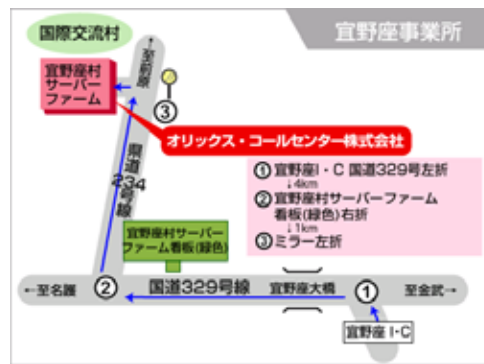 国際交流村
宜野座事業所
←至前原
宜野座村
サーバー
ファーム
③
オリックス・コールセンター株式会社
県道234号線
①宜野座I・C 国道329号左折
↓4km
②宜野座村サーバーファーム
看板(緑色)右折
↓1km
③ミラー左折
宜野座村サーバー
ファーム看板(緑色)
←至名護
②
国道329号線
宜野座大橋
①
至金武→
宜野座 I・C